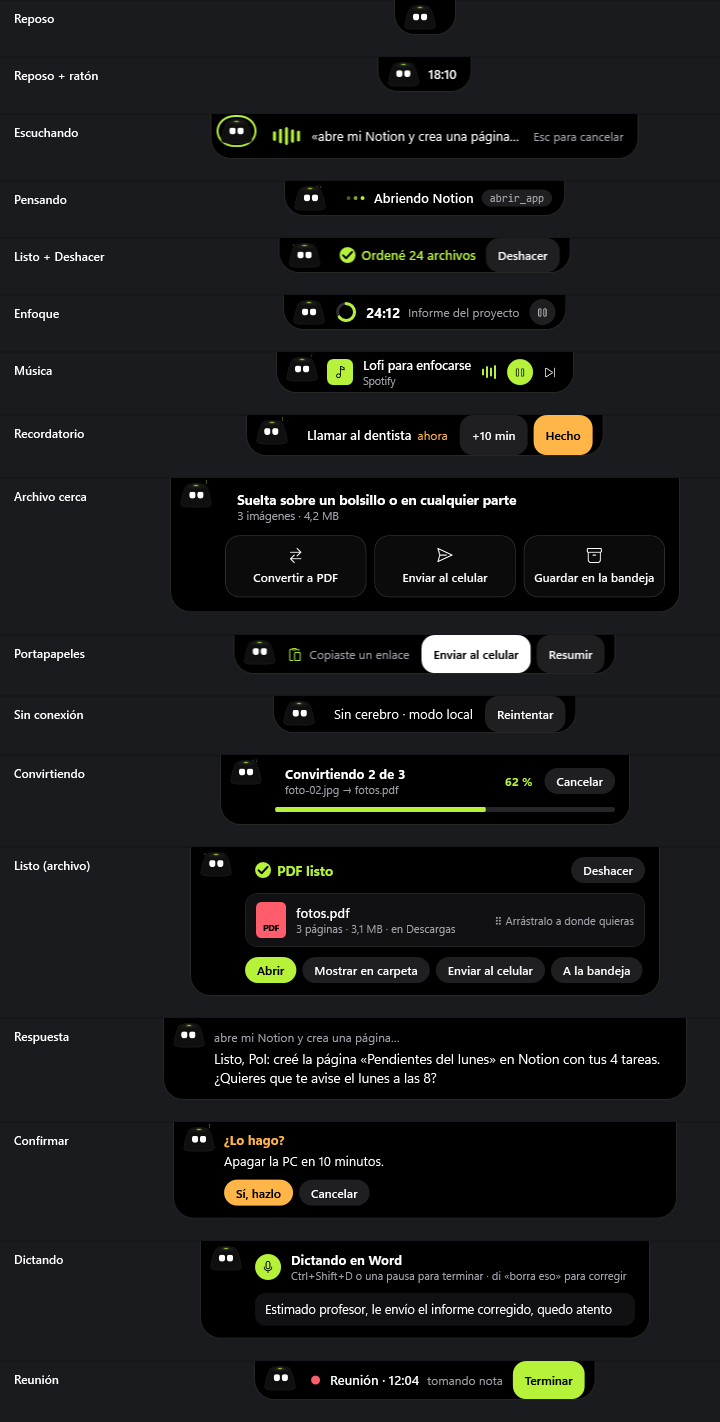 Reposo
Reposo + ratón
18:10
Escuchando
«abre mi Notion y crea una página...
Esc para cancelar
Pensando
Abriendo Notion
abrir_app
Listo + Deshacer
Ordené 24 archivos
Deshacer
Enfoque
24:12
Informe del proyecto
Música
Lofi para enfocarse
Spotify
Recordatorio
Llamar al dentista ahora
+10 min
Hecho
Archivo cerca
Suelta sobre un bolsillo o en cualquier parte
3 imágenes · 4,2 MB
Convertir a PDF
Enviar al celular
Guardar en la bandeja
Portapapeles
Copiaste un enlace
Enviar al celular
Resumir
Sin conexión
Sin cerebro · modo local
Reintentar
Convirtiendo
Convirtiendo 2 de 3
foto-02.jpg → fotos.pdf
62 %
Cancelar
Listo (archivo)
PDF listo
Deshacer
PDF
fotos.pdf
3 páginas · 3,1 MB · en Descargas
Arrástralo a donde quieras
Abrir
Mostrar en carpeta
Enviar al celular
A la bandeja
Respuesta
abre mi Notion y crea una página...
Listo, Pol: creé la página «Pendientes del lunes» en Notion con tus 4 tareas.
¿Quieres que te avise el lunes a las 8?
Confirmar
¿Lo hago?
Apagar la PC en 10 minutos.
Sí, hazlo
Cancelar
Dictando
Dictando en Word
Ctrl+Shift+D o una pausa para terminar · di «borra eso» para corregir
Estimado profesor, le envío el informe corregido, quedo atento
Reunión
Reunión · 12:04
tomando nota
Terminar